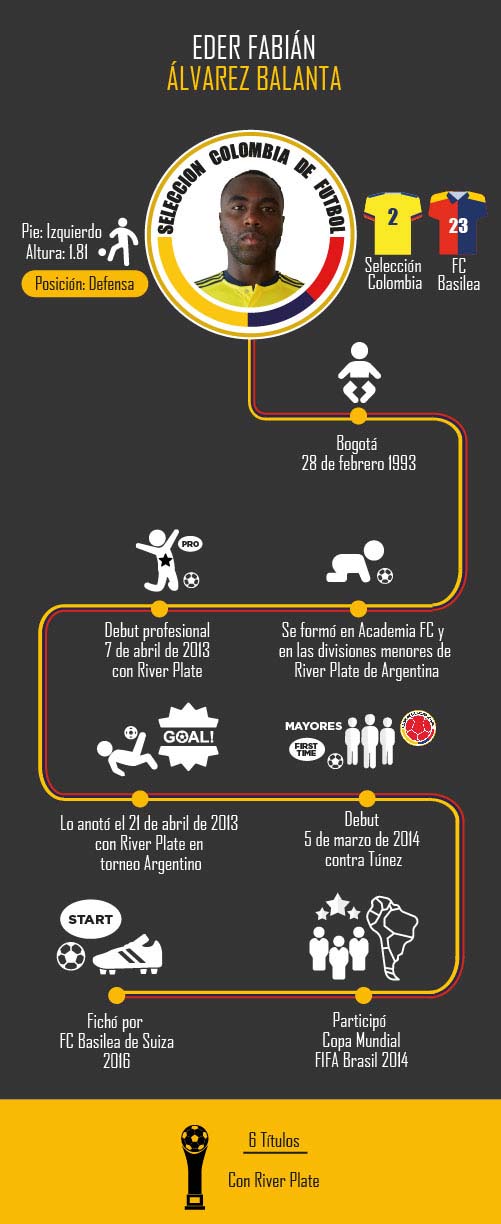 EDER FABIÁN
ÁLVAREZ BALANTA
SELECCION COLOMBIA DE FUTBOL
Pie: Izquierdo
Altura: 1.81
Posición: Defensa
2
Selección
Colombia
23
FC
Basilea
Bogotá
28 de febrero 1993
PRO
Debut profesional
7 de abril de 2013
con River Plate
Se formó en Academia FC y
en las divisiones menores de
River Plate de Argentina
GOAL!
Lo anotó el 21 de abril de 2013
con River Plate en
torneo Argentino
MAYORES
FIRST
TIME
Debut
5 de marzo de 2014
contra Túnez
START
Fichó por
FC Basilea de Suiza
2016
Participó
Copa Mundial
FIFA Brasil 2014
6 Títulos
Con River Plate